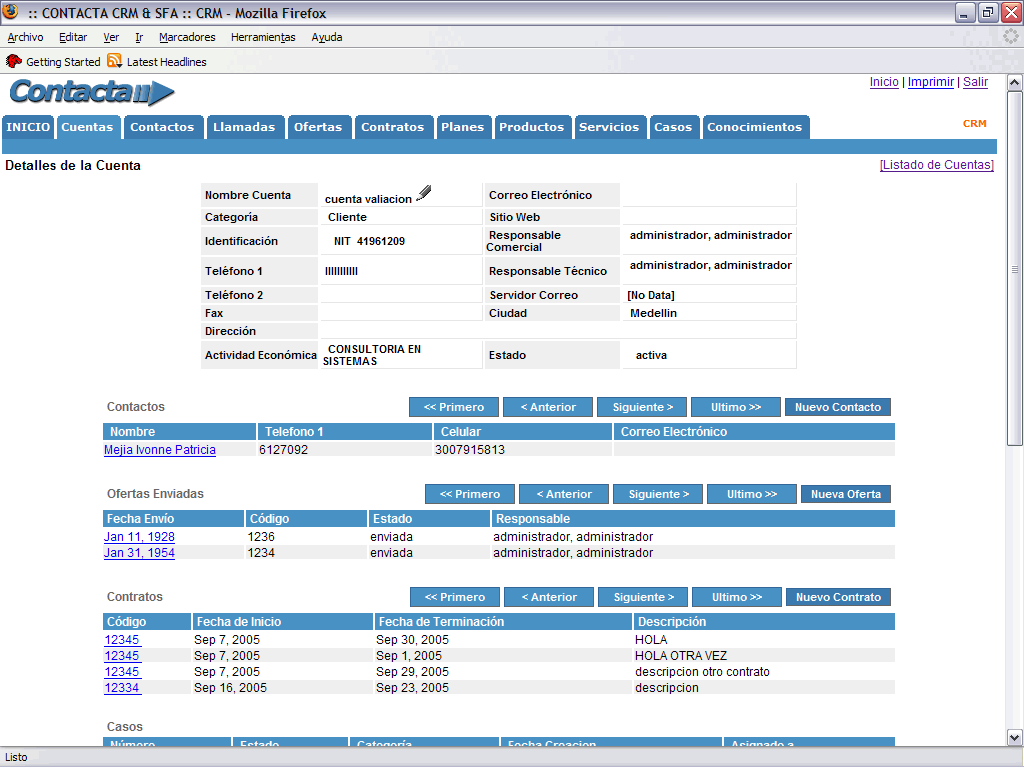 :: CONTACTA CRM & SFA :: CRM - Mozilla Firefox
Archivo Editar Ver Ir Marcadores Herramientas Ayuda
Getting Started Latest Headlines
Contacta
Inicio | Imprimir | Salir
INICIO Cuentas Contactos Llamadas Ofertas Contratos Planes Productos Servicios Casos Conocimientos CRM
Detalles de la Cuenta [Listado de Cuentas]
Nombre Cuenta cuenta valiacion Correo Electrónico
Categoría Cliente Sitio Web
Identificación NIT 41961209 Responsable Comercial administrador, administrador
Teléfono 1 lllllllllll Responsable Técnico administrador, administrador
Teléfono 2 Servidor Correo [No Data]
Fax Ciudad Medellin
Dirección
Actividad Económica CONSULTORIA EN SISTEMAS Estado activa
Contactos << Primero < Anterior Siguiente > Ultimo >> Nuevo Contacto
Nombre Telefono 1 Celular Correo Electrónico
Mejia Ivonne Patricia 6127092 3007915813
Ofertas Enviadas << Primero < Anterior Siguiente > Ultimo >> Nueva Oferta
Fecha Envío Código Estado Responsable
Jan 11, 1928 1236 enviada administrador, administrador
Jan 31, 1954 1234 enviada administrador, administrador
Contratos << Primero < Anterior Siguiente > Ultimo >> Nuevo Contrato
Código Fecha de Inicio Fecha de Terminación Descripción
12345 Sep 7, 2005 Sep 30, 2005 HOLA
12345 Sep 7, 2005 Sep 1, 2005 HOLA OTRA VEZ
12345 Sep 7, 2005 Sep 29, 2005 descripcion otro contrato
12334 Sep 16, 2005 Sep 23, 2005 descripcion
Casos
Número Estado Categoría Fecha Creacion Asignado a
Listo